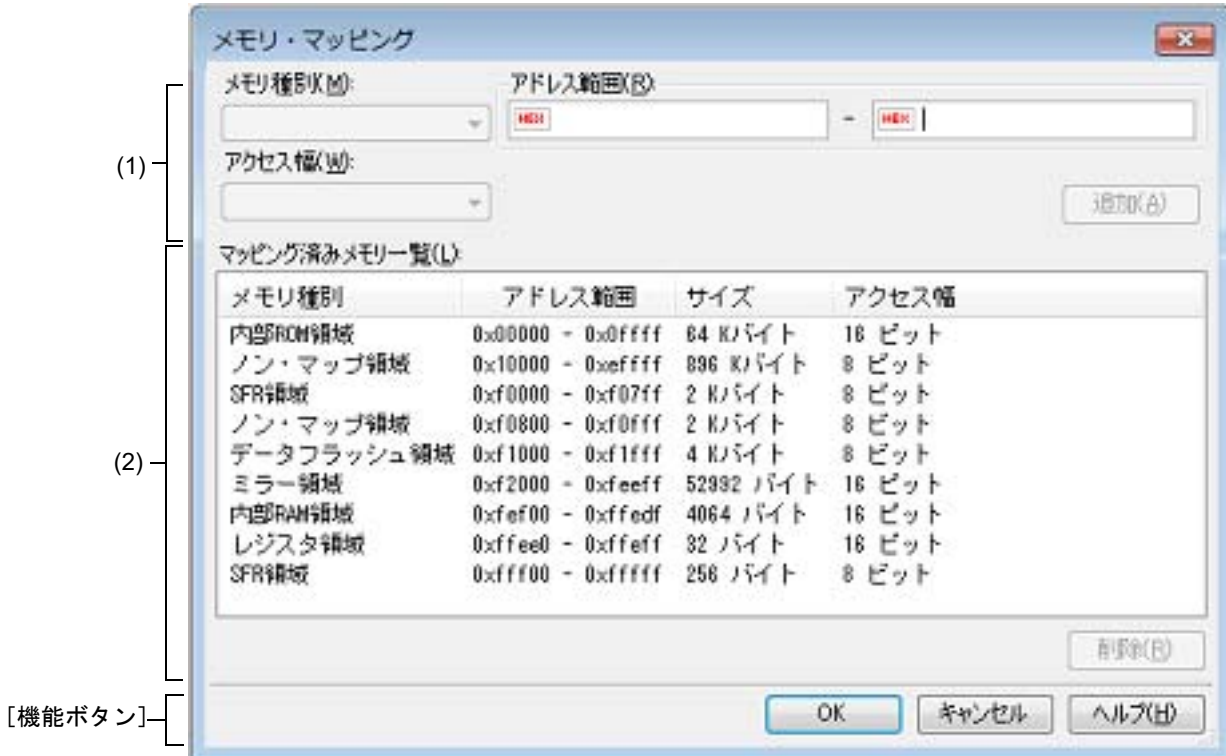 メモリ・マッピング
メモリ種別(M):
アドレス範囲(R):
HEX
-
HEX
(1)
アクセス幅(W):
追加(A)
マッピング済みメモリ一覧(L):
メモリ種別 アドレス範囲 サイズ アクセス幅
内部ROM領域 0x00000 - 0x0ffff 64 Kバイト 16 ビット
ノン・マップ領域 0x10000 - 0xeffff 896 Kバイト 8 ビット
SFR領域 0xf0000 - 0xf07ff 2 Kバイト 8 ビット
ノン・マップ領域 0xf0800 - 0xf0fff 2 Kバイト 8 ビット
(2)
データフラッシュ領域 0xf1000 - 0xf1fff 4 Kバイト 8 ビット
ミラー領域 0xf2000 - 0xfeeff 52992 バイト 16 ビット
内部RAM領域 0xfef00 - 0xffedf 4064 バイト 16 ビット
レジスタ領域 0xffee0 - 0xffeff 32 バイト 16 ビット
SFR領域 0xfff00 - 0xfffff 256 バイト 8 ビット
削除(R)
[機能ボタン]
OK
キャンセル
ヘルプ(H)